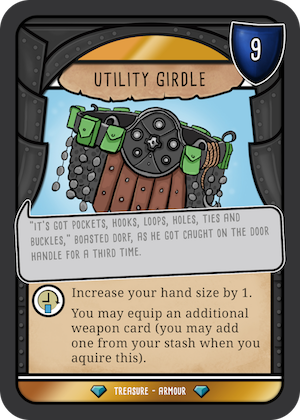 9
UTILITY GIRDLE
"IT'S GOT POCKETS, HOOKS, LOOPS, HOLES, TIES AND
BUCKLES," BOASTED DORF, AS HE GOT CAUGHT ON THE DOOR
HANDLE FOR A THIRD TIME.
Increase your hand size by 1.
You may equip an additional
weapon card (you may add
one from your stash when you
aquire this).
TREASURE - ARMOUR